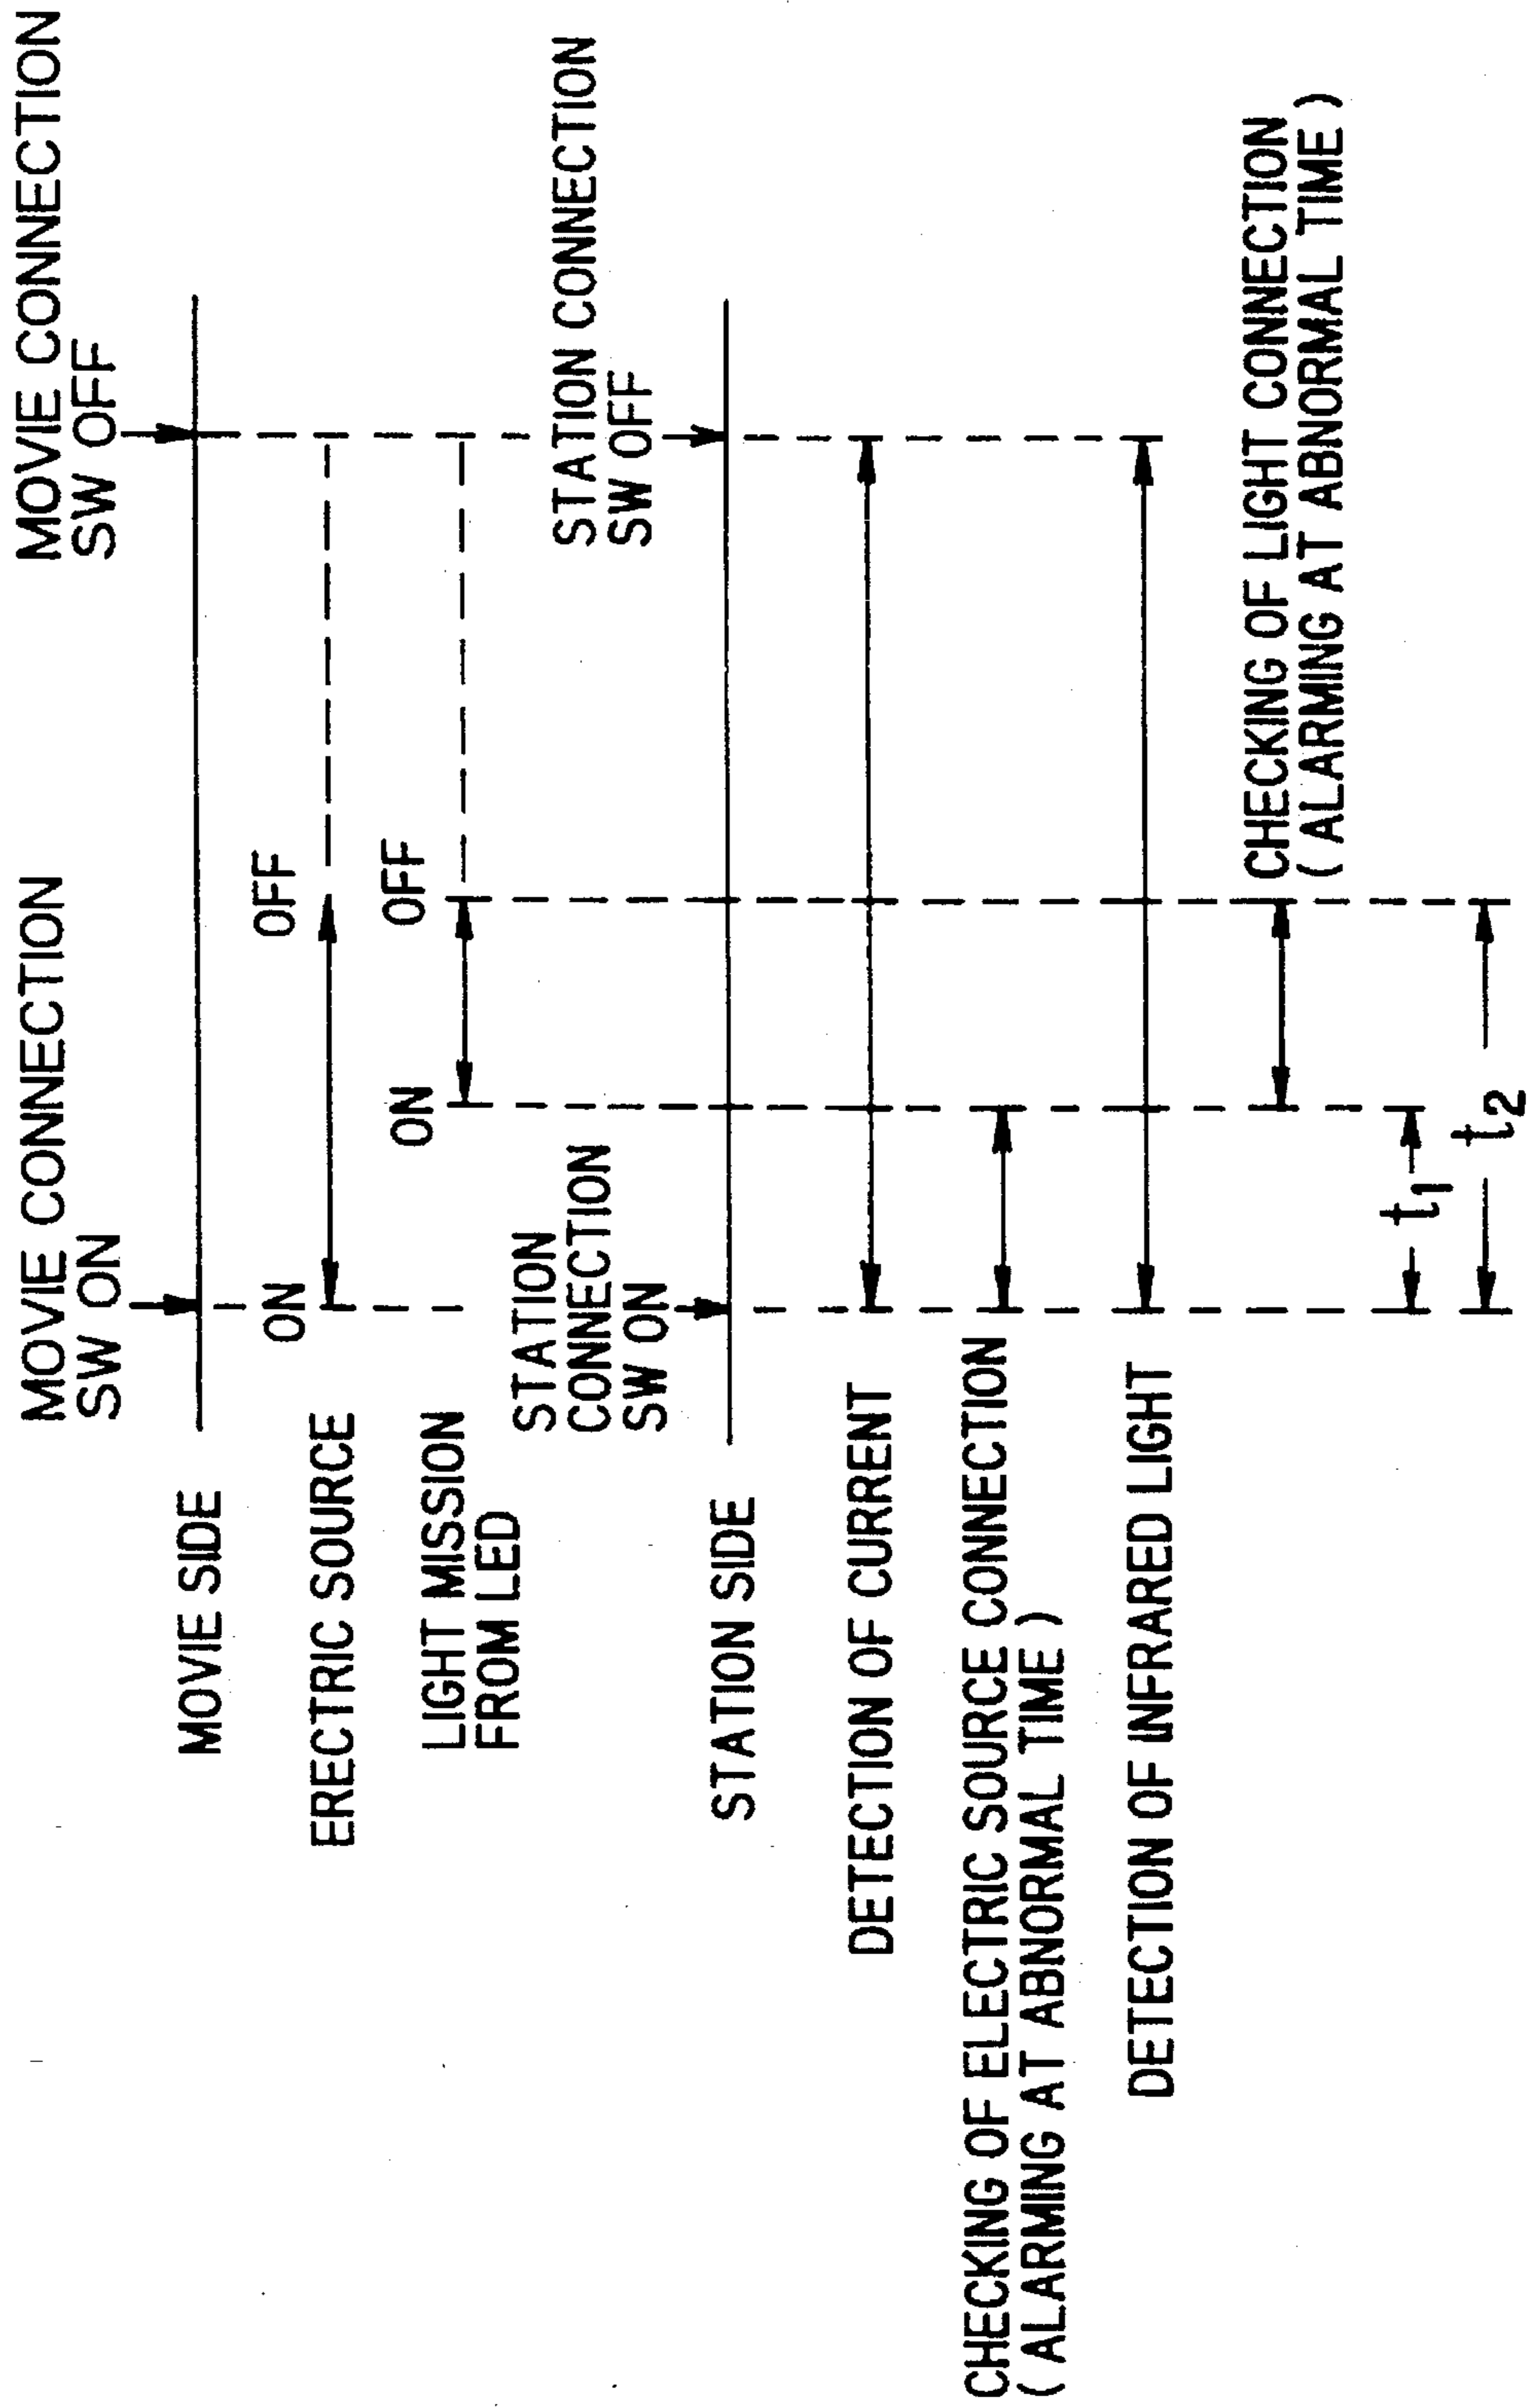 MOVIE CONNECTION
SW ON
MOVIE CONNECTION
SW OFF
MOVIE SIDE
ERECTRIC SOURCE
ON
OFF
LIGHT MISSION
FROM LED
ON
OFF
STATION
CONNECTION
SW ON
STATION CONNECTION
SW OFF
STATION SIDE
DETECTION OF CURRENT
CHECKING OF ELECTRIC SOURCE CONNECTION
( ALARMING AT ABNORMAL TIME )
DETECTION OF INFRARED LIGHT
CHECKING OF LIGHT CONNECTION
( ALARMING AT ABNORMAL TIME )
t1
t2